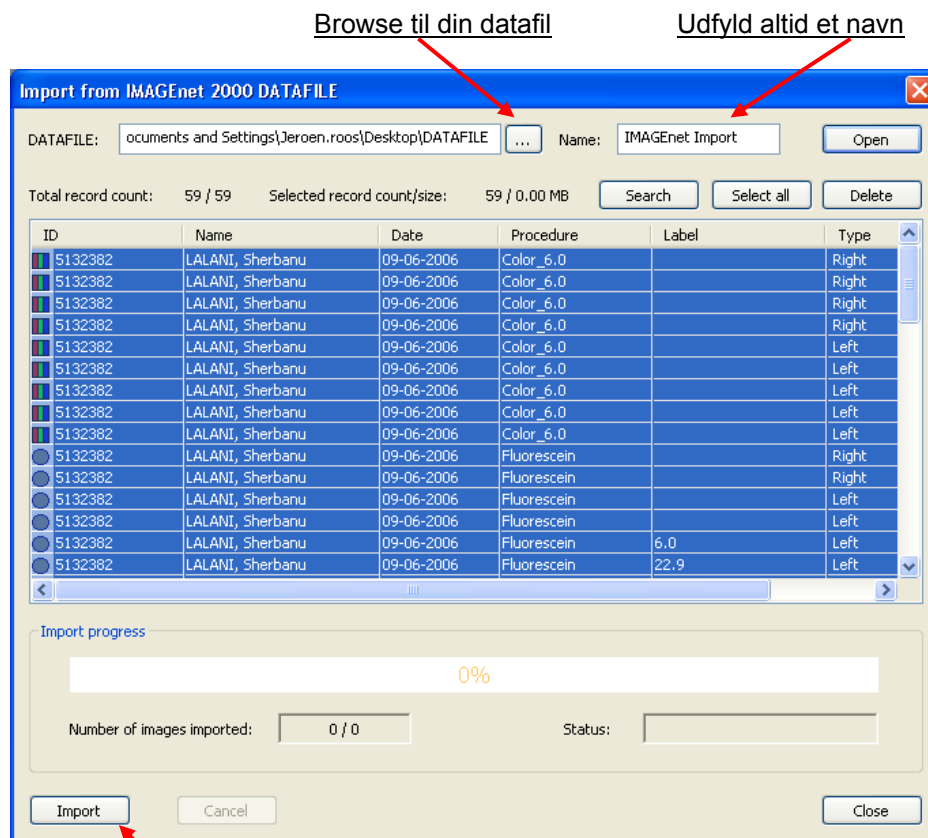 Browse til din datafil Udfyld altid et navn
Import from IMAGEnet 2000 DATAFILE
DATAFILE: ocuments and Settings\Jeroen.roos\Desktop\DATAFILE ... Name: IMAGEnet Import Open
Total record count: 59 / 59 Selected record count/size: 59 / 0.00 MB Search Select all Delete
ID Name Date Procedure Label Type
5132382 LALANI, Sherbanu 09-06-2006 Color_6.0 Right
5132382 LALANI, Sherbanu 09-06-2006 Color_6.0 Right
5132382 LALANI, Sherbanu 09-06-2006 Color_6.0 Right
5132382 LALANI, Sherbanu 09-06-2006 Color_6.0 Right
5132382 LALANI, Sherbanu 09-06-2006 Color_6.0 Left
5132382 LALANI, Sherbanu 09-06-2006 Color_6.0 Left
5132382 LALANI, Sherbanu 09-06-2006 Color_6.0 Left
5132382 LALANI, Sherbanu 09-06-2006 Color_6.0 Left
5132382 LALANI, Sherbanu 09-06-2006 Color_6.0 Left
5132382 LALANI, Sherbanu 09-06-2006 Fluorescein Right
5132382 LALANI, Sherbanu 09-06-2006 Fluorescein Right
5132382 LALANI, Sherbanu 09-06-2006 Fluorescein Left
5132382 LALANI, Sherbanu 09-06-2006 Fluorescein Left
5132382 LALANI, Sherbanu 09-06-2006 Fluorescein 6.0 Left
5132382 LALANI, Sherbanu 09-06-2006 Fluorescein 22.9 Left
Import progress
0%
Number of images imported: 0 / 0 Status:
Import Cancel Close